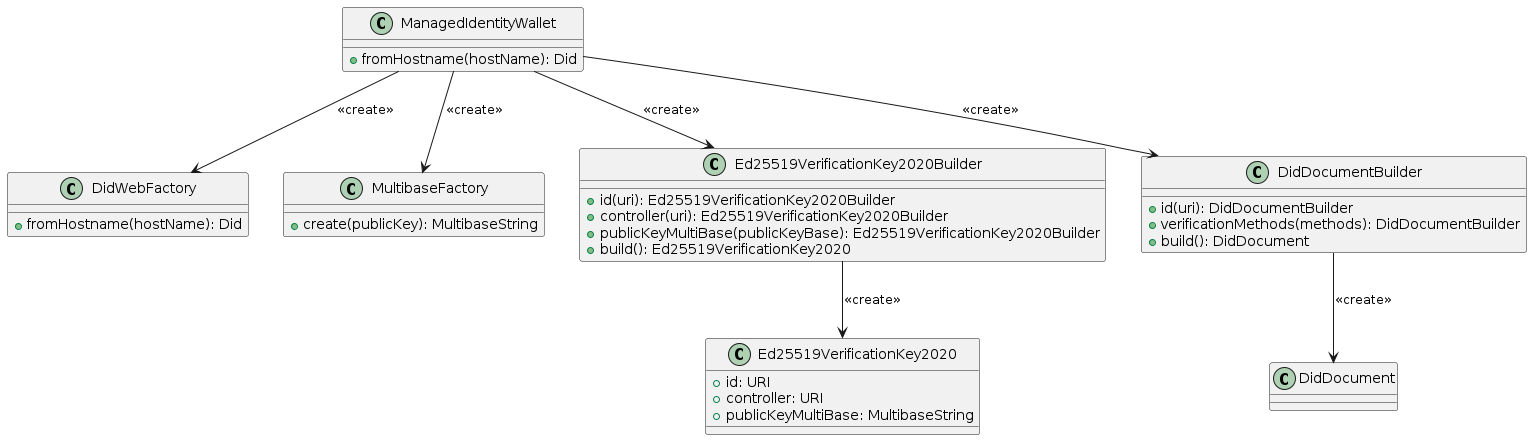 C ManagedIdentityWallet
fromHostname(hostName): Did
«create»
«create»
«create»
«create»
C DidWebFactory
fromHostname(hostName): Did
C MultibaseFactory
create(publicKey): MultibaseString
C Ed25519VerificationKey2020Builder
id(uri): Ed25519VerificationKey2020Builder
controller(uri): Ed25519VerificationKey2020Builder
publicKeyMultiBase(publicKeyBase): Ed25519VerificationKey2020Builder
build(): Ed25519VerificationKey2020
C DidDocumentBuilder
id(uri): DidDocumentBuilder
verificationMethods(methods): DidDocumentBuilder
build(): DidDocument
«create»
«create»
C Ed25519VerificationKey2020
id: URI
controller: URI
publicKeyMultiBase: MultibaseString
C DidDocument